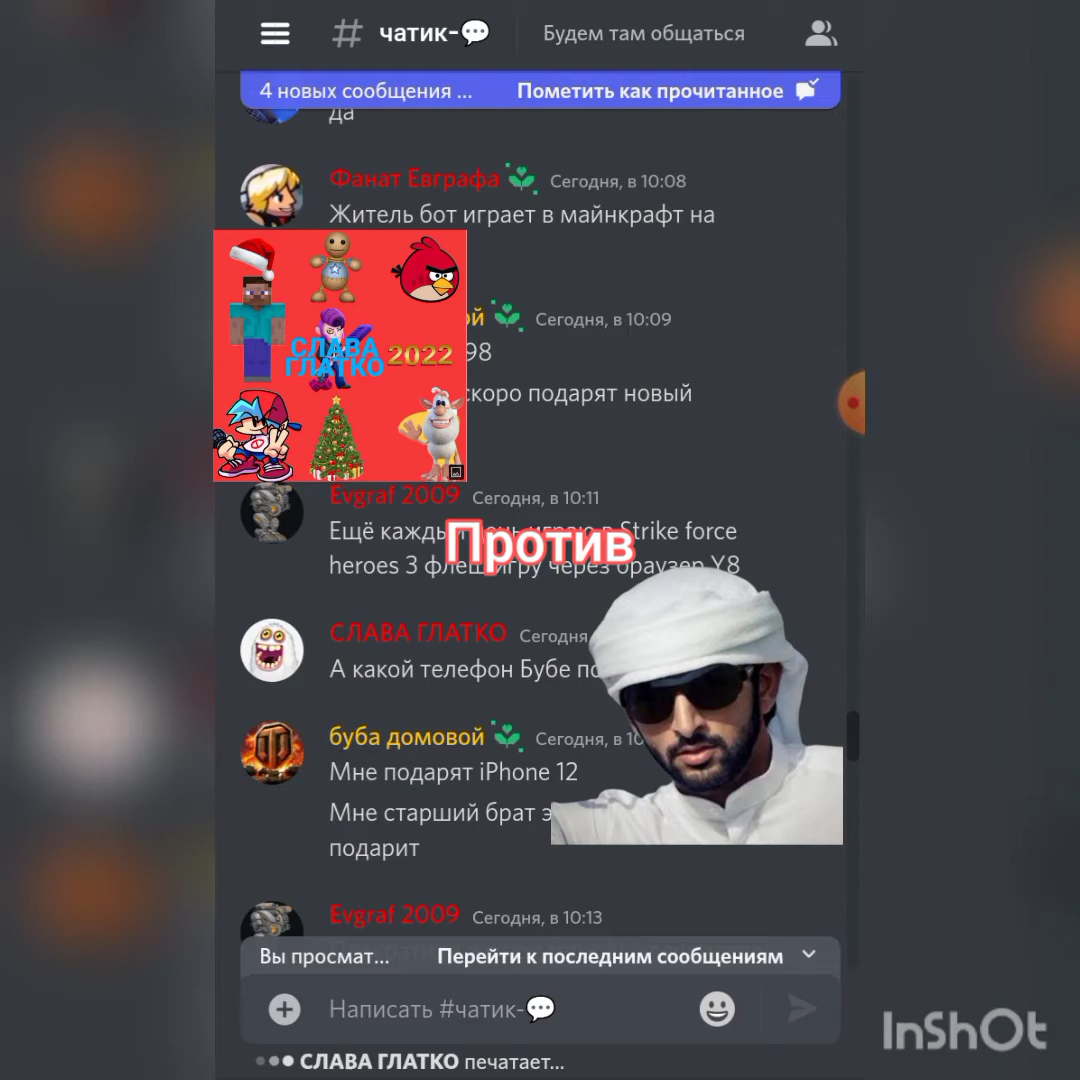 чатик-💬
Будем там общаться
4 новых сообщения ...
Пометить как прочитанное
да
Фанат Евграфа Сегодня, в 10:08
Житель бот играет в майнкрафт на
ой Сегодня, в 10:09
98
СЛАВА
ГЛАТКО
2022
скоро подарят новый
Evgraf 2009 Сегодня, в 10:11
Ещё играю в Strike force
heroes 3 флеш игру через браузер Y8
Против
СЛАВА ГЛАТКО Сегодня
А какой телефон Бубе
буба домовой Сегодня, в 10
Мне подарят iPhone 12
Мне старший брат
подарит
Evgraf 2009 Сегодня, в 10:13
Вы просмат...
Перейти к последним сообщениям
Написать #чатик-💬
СЛАВА ГЛАТКО печатает...
InShOt